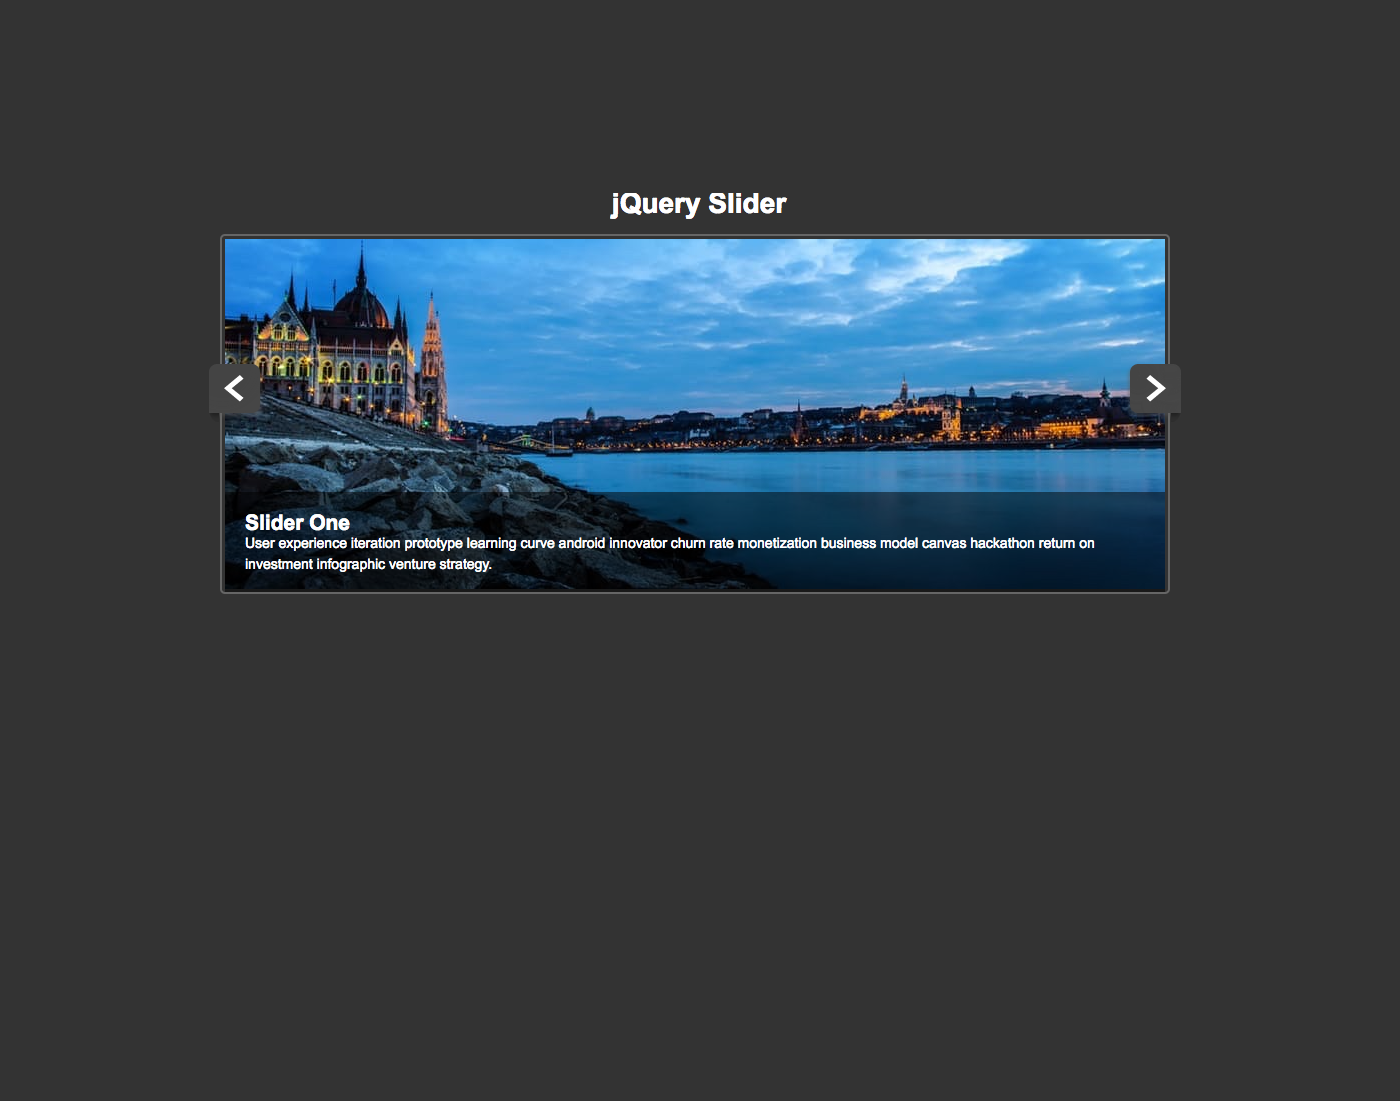 jQuery Slider
Slider One
User experience iteration prototype learning curve android innovator churn rate monetization business model canvas hackathon return on
investment infographic venture strategy.